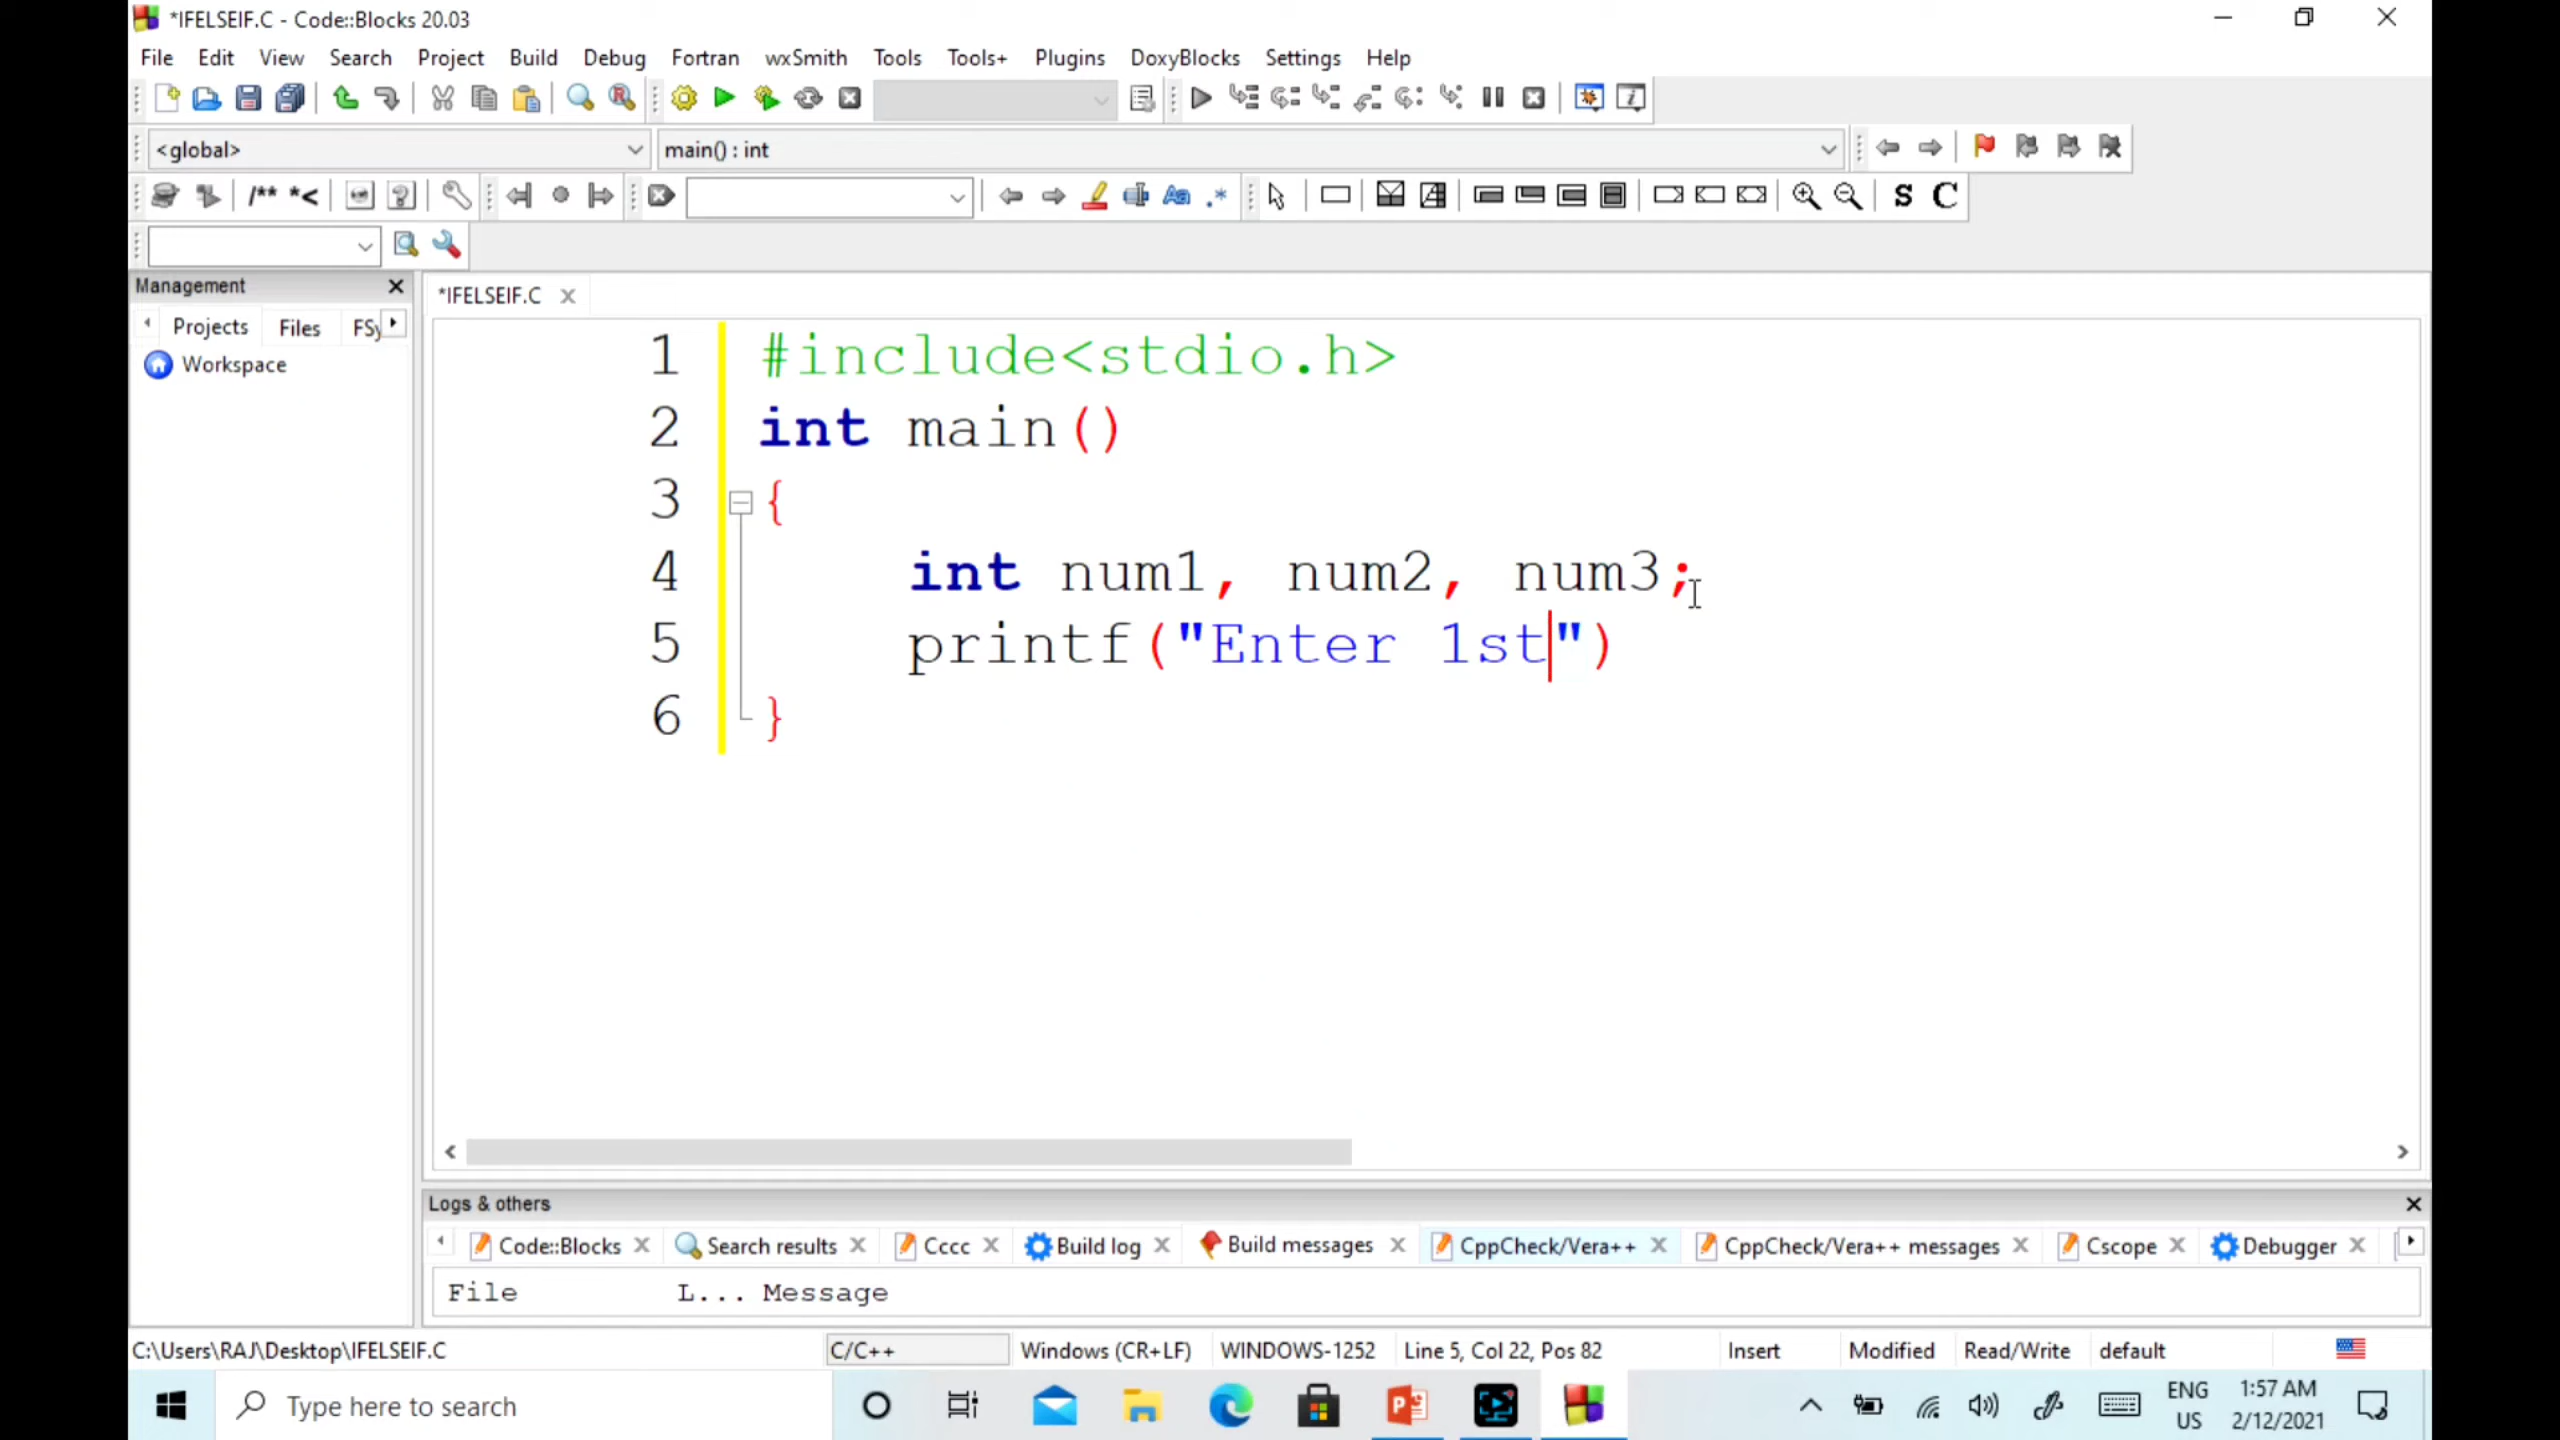 *IFELSEIF.C - Code::Blocks 20.03
File Edit View Search Project Build Debug Fortran wxSmith Tools Tools+ Plugins DoxyBlocks Settings Help
<global> main() : int
/** *< Aa .* S C
Management
Projects Files FSy
Workspace
*IFELSEIF.C
1 #include<stdio.h>
2 int main()
3 {
4 int num1, num2, num3;
5 printf("Enter 1st")
6 }
Logs & others
Code::Blocks Search results Cccc Build log Build messages CppCheck/Vera++ CppCheck/Vera++ messages Cscope Debugger
File L... Message
C:\Users\RAJ\Desktop\IFELSEIF.C C/C++ Windows (CR+LF) WINDOWS-1252 Line 5, Col 22, Pos 82 Insert Modified Read/Write default
Type here to search
ENG
US
1:57 AM
2/12/2021